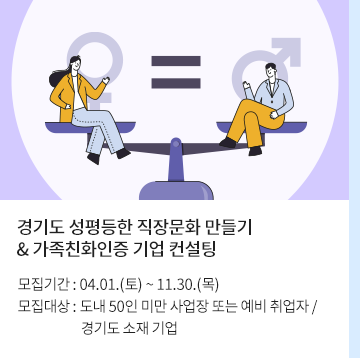 경기도 성평등한 직장문화 만들기
& 가족친화인증 기업 컨설팅
모집기간 : 04.01.(토) ~ 11.30.(목)
모집대상 : 도내 50인 미만 사업장 또는 예비 취업자 /
경기도 소재 기업